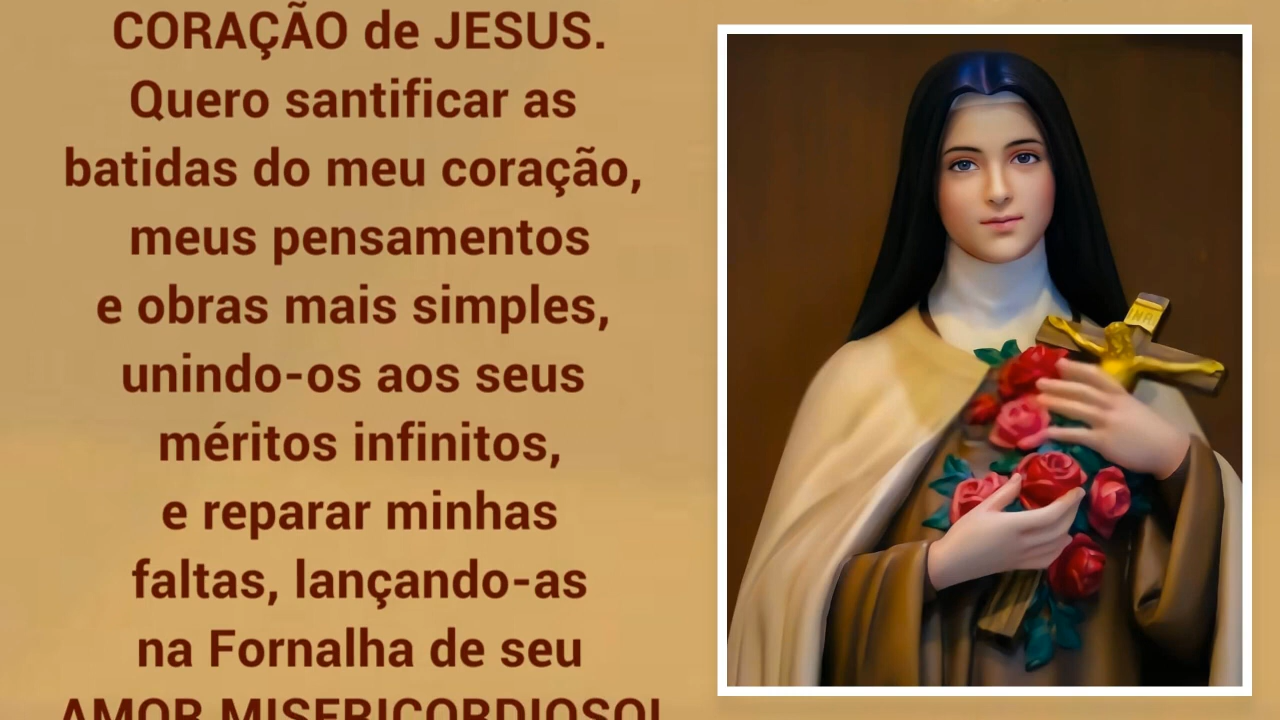 CORAÇÃO de JESUS.
Quero santificar as
batidas do meu coração,
meus pensamentos
e obras mais simples,
unindo-os aos seus
méritos infinitos,
e reparar minhas
faltas, lançando-as
na Fornalha de seu
AMOR MISERICORDIOSO!
INRI